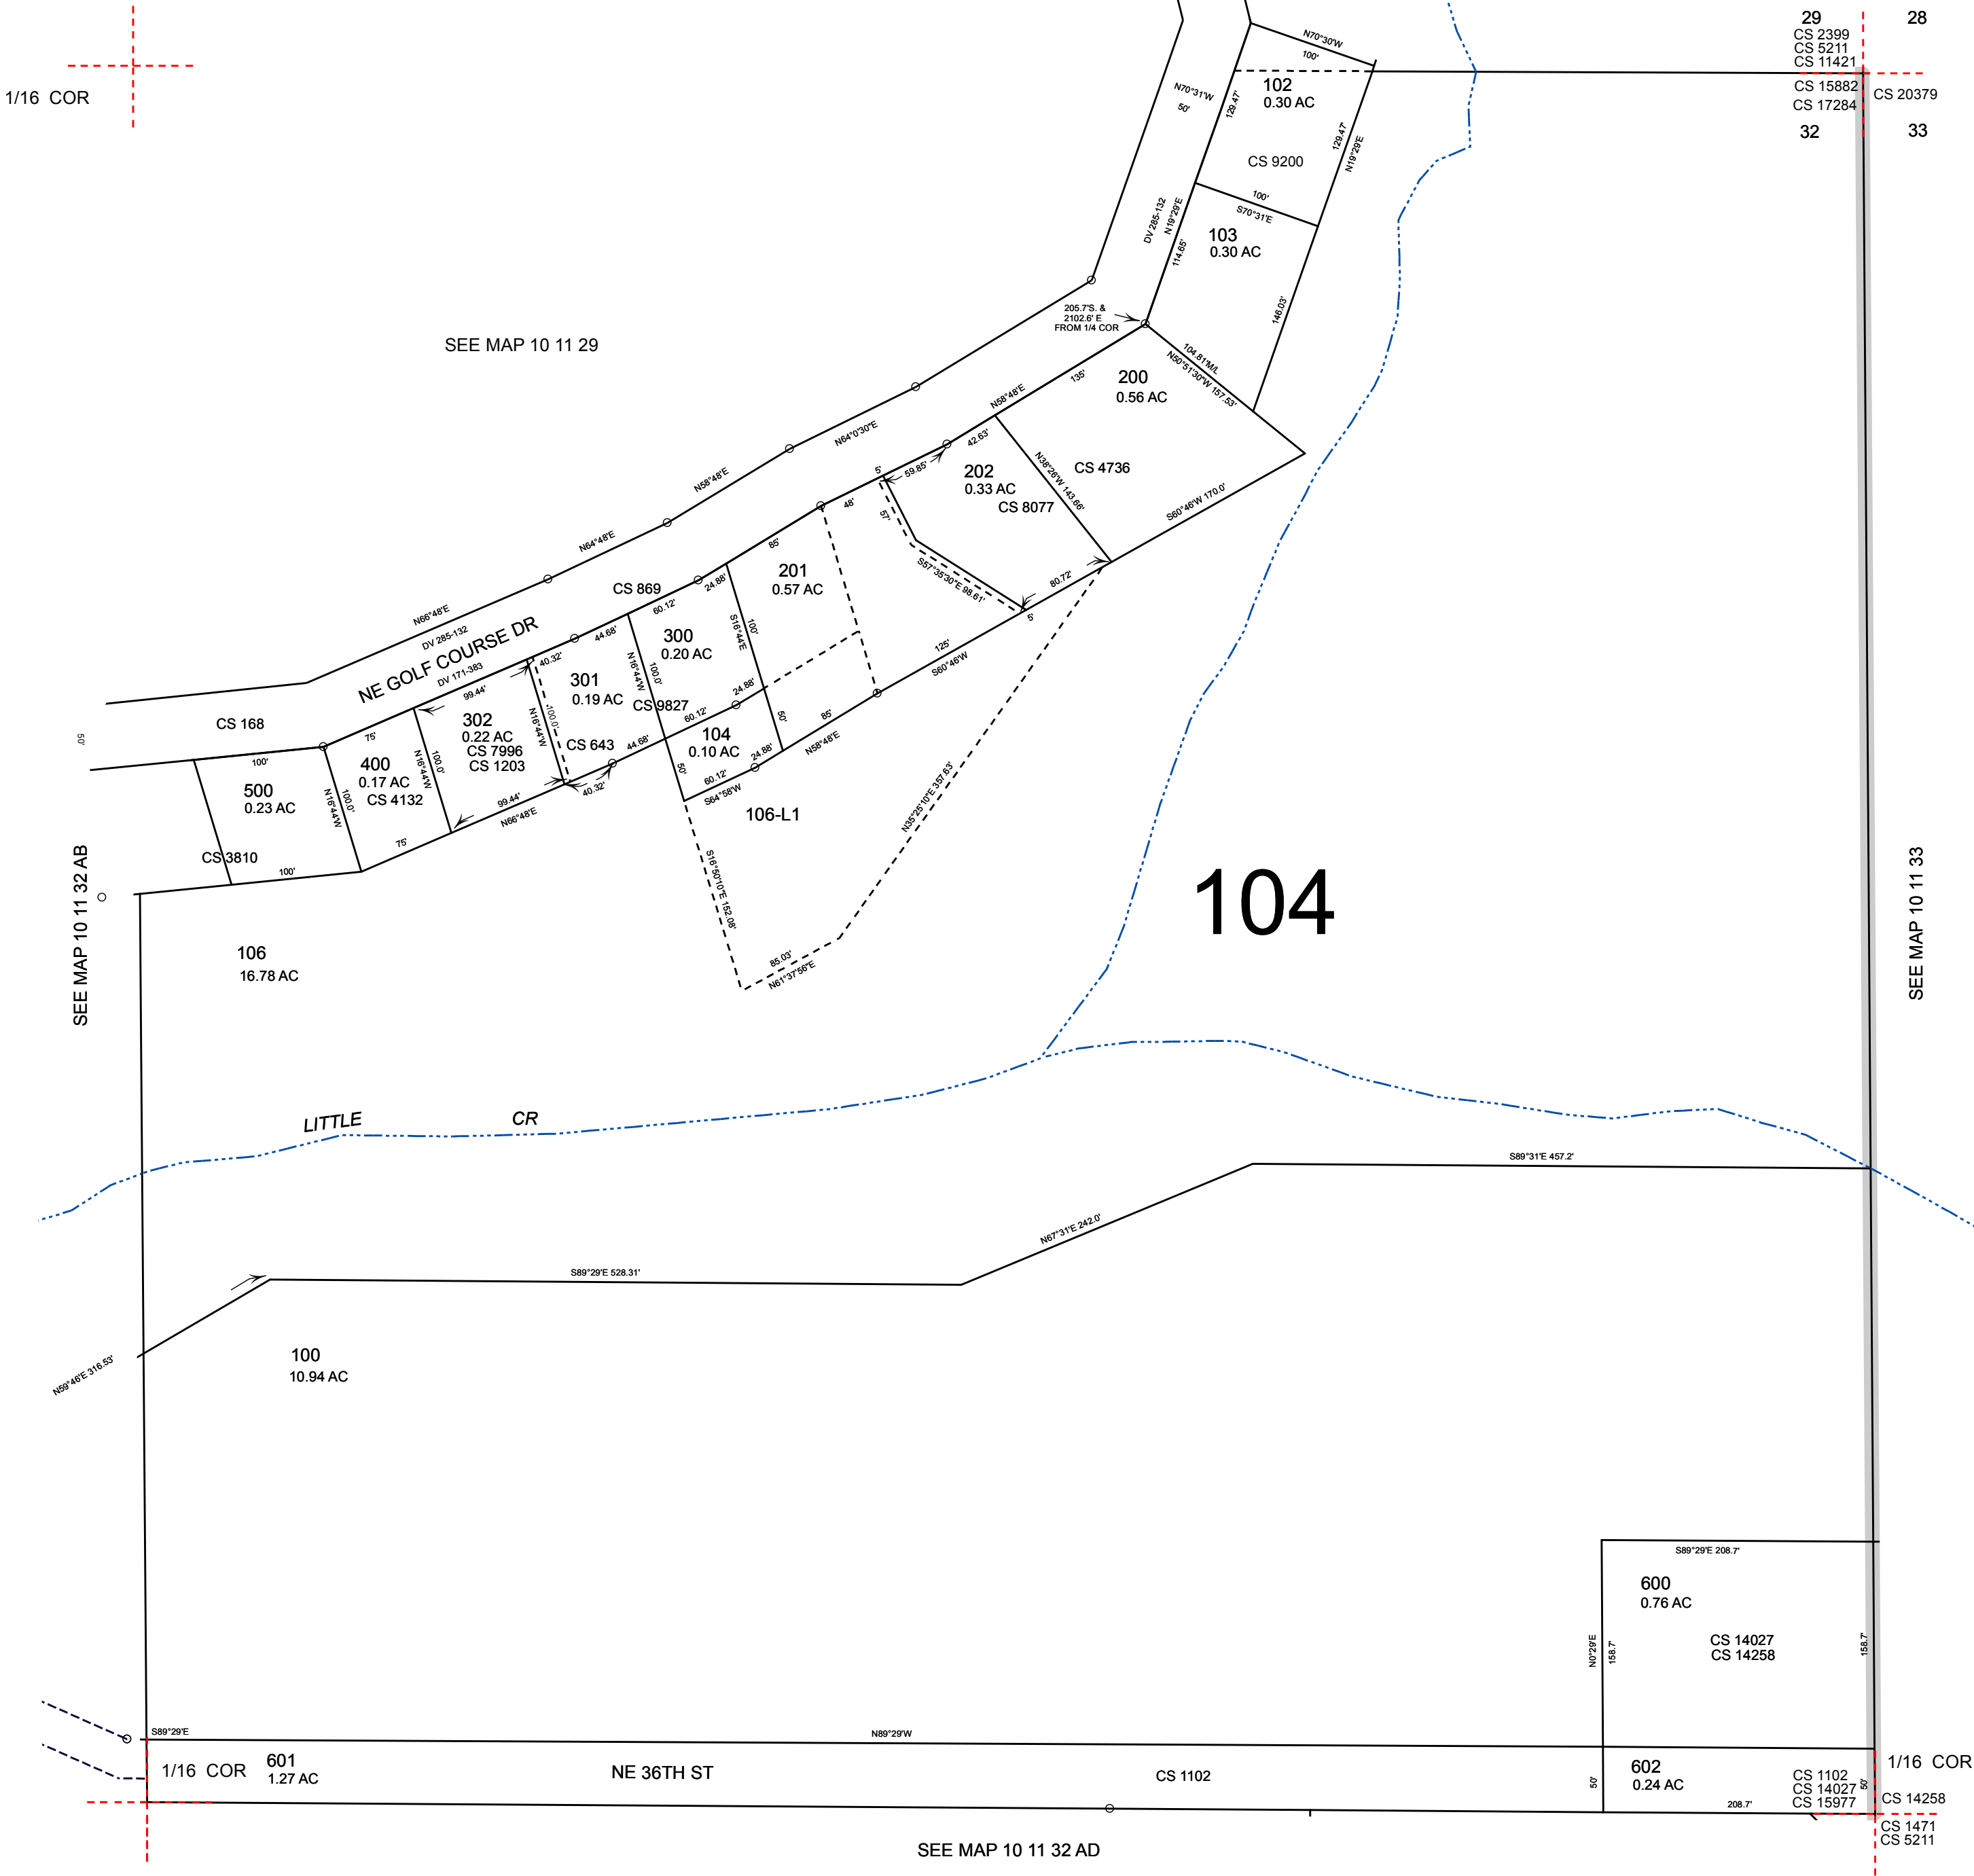 29
28
CS 2399
CS 5211
CS 11421
CS 15882
CS 17284
CS 20379
32
33
1/16 COR
N70°30'W
100'
102
0.30 AC
N70°31'W
50'
129.47'
129.47'
N19°29'E
CS 9200
100'
S70°31'E
DV 285-132
N19°29'E
114.65'
103
0.30 AC
146.03'
205.7'S. &
2102.6' E
FROM 1/4 COR
SEE MAP 10 11 29
104.81'M/L
N50°51'30"W 157.53'
200
0.56 AC
135'
N58°48'E
N64°0'30"E
42.63'
5'
59.85'
202
0.33 AC
CS 8077
N38°26'W 143.66'
CS 4736
S60°46'W 170.0'
N58°48'E
48'
57'
S57°35'30"E 98.61'
80.72'
5'
N64°48'E
85'
201
0.57 AC
CS 869
24.88'
60.12'
S16°44'E
100'
125'
S60°46'W
N66°48'E
DV 285-132
NE GOLF COURSE DR
DV 171-383
44.68'
300
0.20 AC
N16°44'W
100.0'
40.32'
301
0.19 AC
CS 9827
24.88'
60.12'
50'
85'
N58°48'E
99.44'
302
0.22 AC
CS 7996
CS 1203
N16°44'W
100.0'
CS 643
44.68'
104
0.10 AC
24.88'
60.12'
S64°58'W
50'
CS 168
50'
75'
400
0.17 AC
CS 4132
N16°44'W
100.0'
99.44'
N66°48'E
40.32'
100'
500
0.23 AC
N16°44'W
100.0'
CS 3810
100'
75'
106-L1
N35°25'10"E 357.63'
S16°50'10"E 152.08'
85.03'
N61°37'56"E
104
SEE MAP 10 11 32 AB
SEE MAP 10 11 33
106
16.78 AC
LITTLE CR
S89°31'E 457.2'
N67°31'E 242.0'
S89°29'E 528.31'
N59°46'E 316.53'
100
10.94 AC
S89°29'E 208.7'
600
0.76 AC
CS 14027
CS 14258
N0°29'E
158.7'
158.7'
S89°29'E
N89°29'W
1/16 COR
601
1.27 AC
NE 36TH ST
CS 1102
50'
602
0.24 AC
CS 1102
CS 14027
CS 15977
50'
208.7'
1/16 COR
CS 14258
CS 1471
CS 5211
SEE MAP 10 11 32 AD